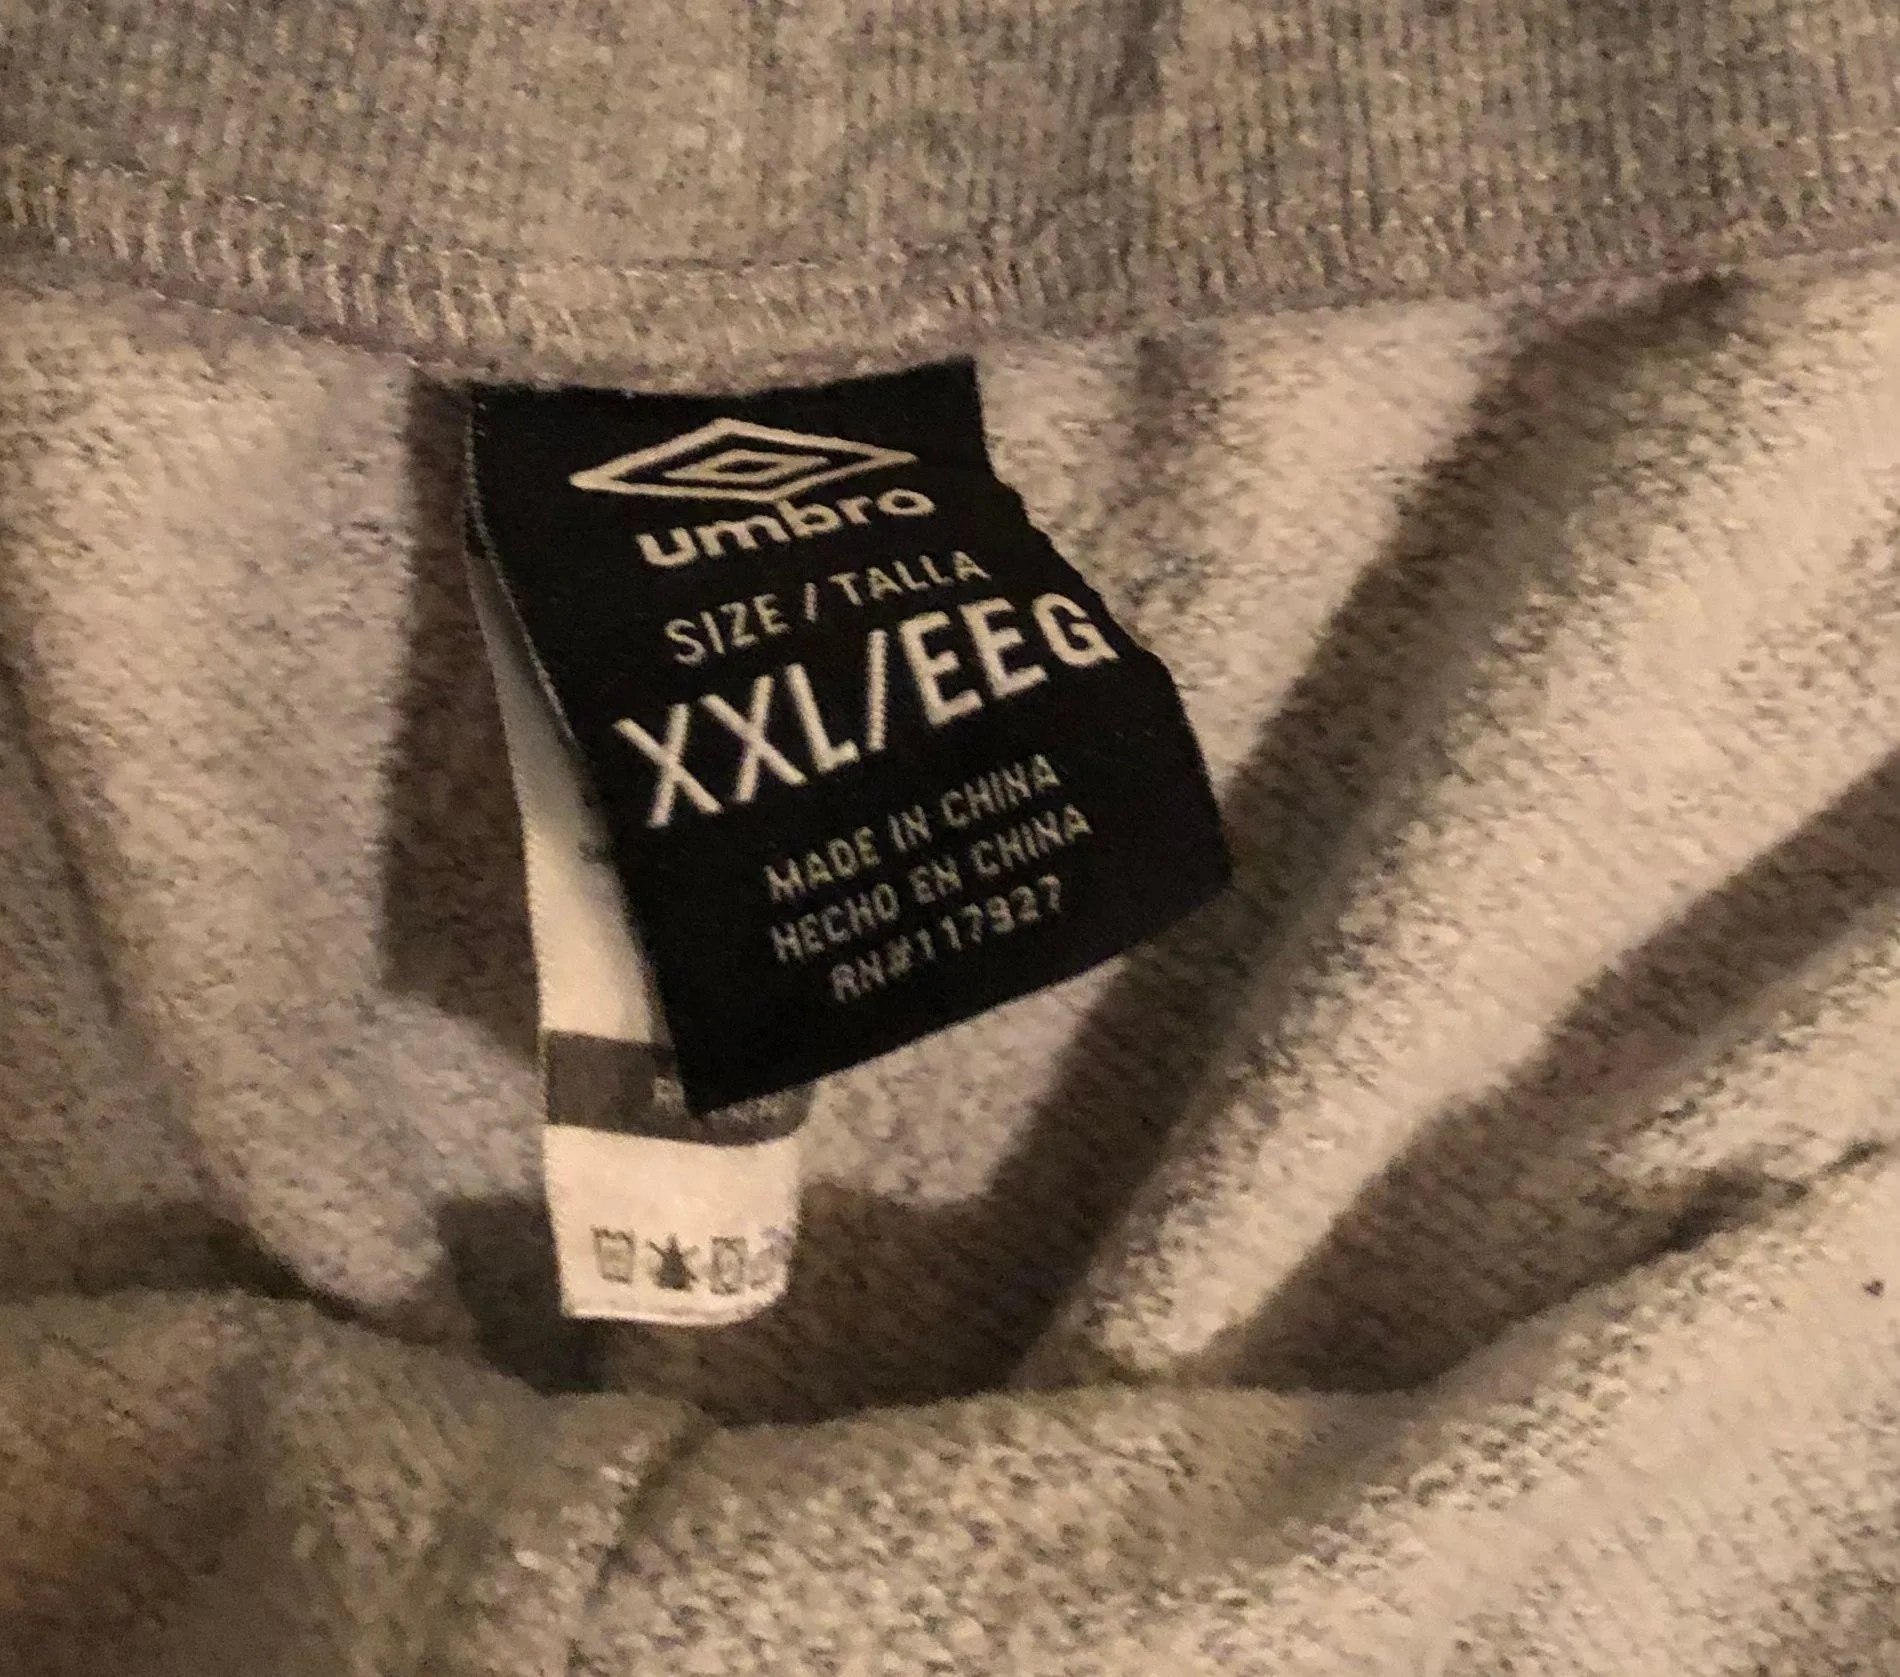 umbro
SIZE / TALLA
XXL/EEG
MADE IN CHINA
HECHO EN CHINA
RN#117927